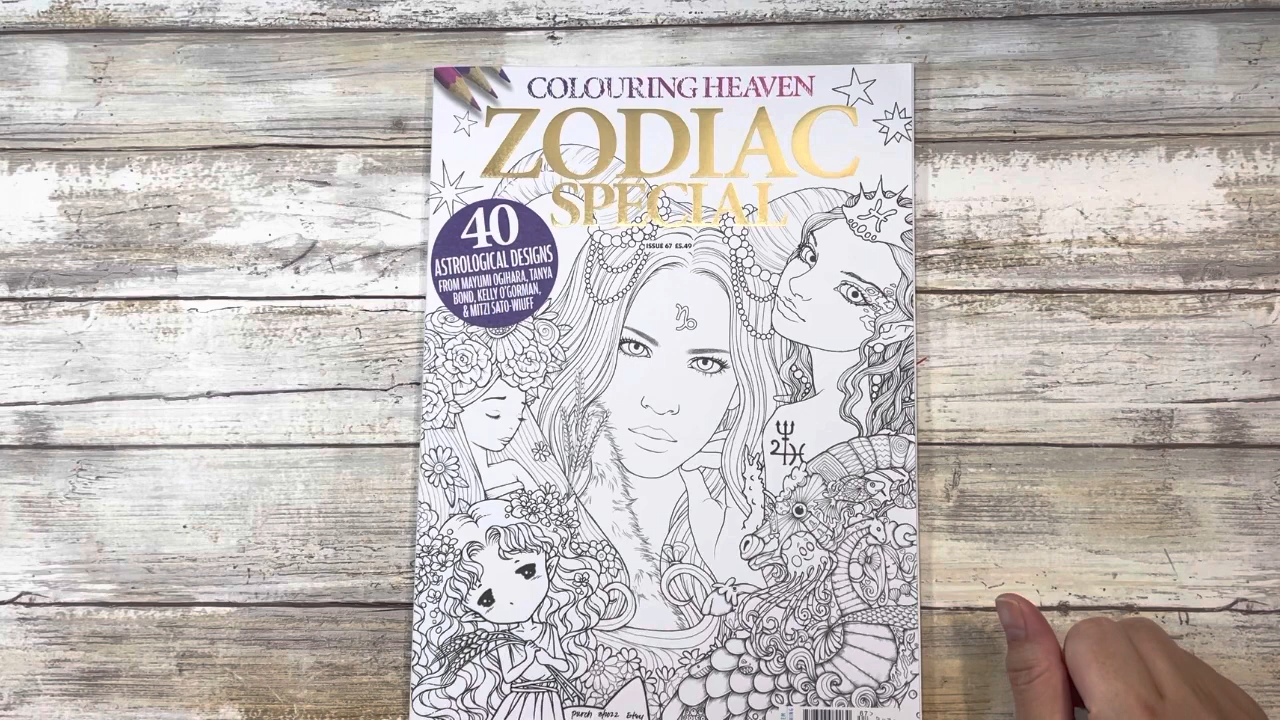 COLOURING HEAVEN
ZODIAC
SPECIAL
ISSUE 67 £5.49
40
ASTROLOGICAL DESIGNS
FROM MAYUMI OGIHARA, TANYA
BOND, KELLY O'GORMAN,
& MITZI SATO-WIUFF
67